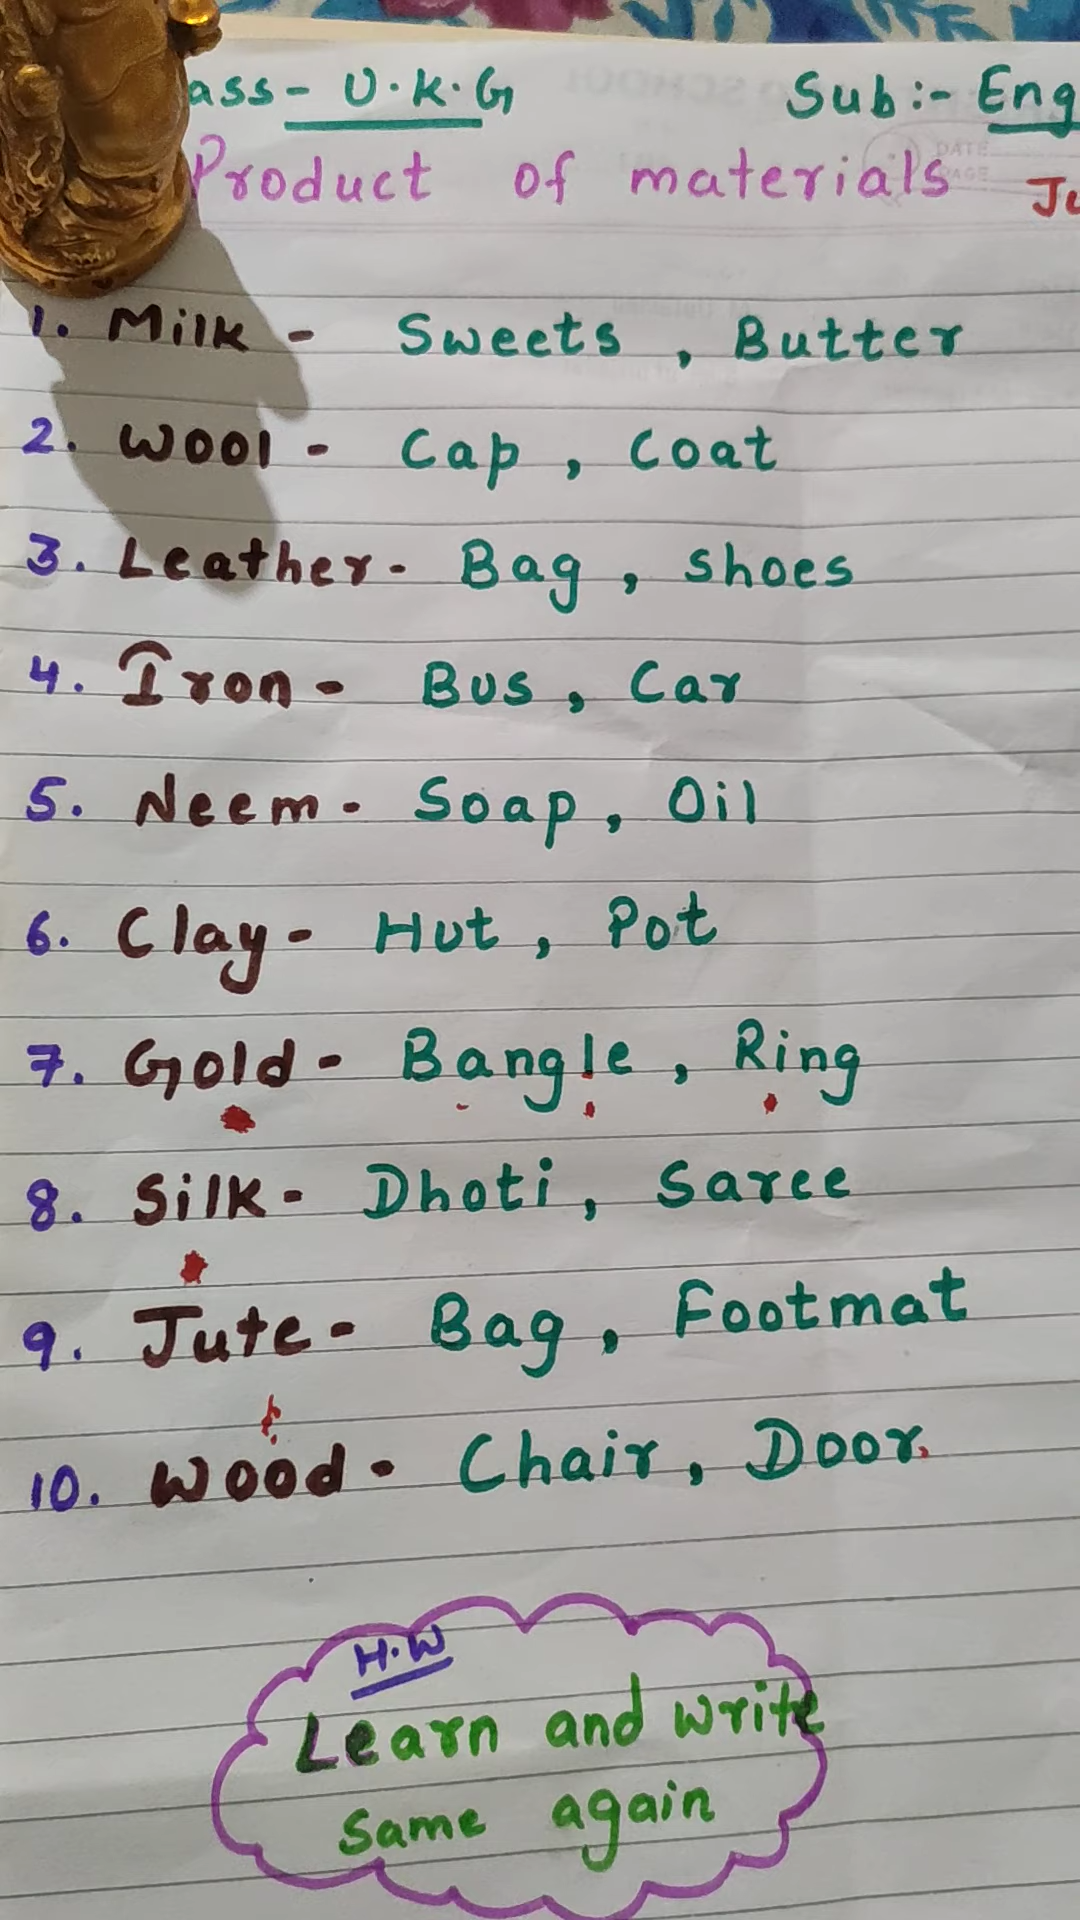 ass- U.K.G Sub:- Eng
Product of materials
DATE
PAGE
1. Milk - Sweets, Butter
2. Wool - Cap, Coat
3. Leather- Bag, shoes
4. Iron - Bus, Car
5. Neem - Soap, Oil
6. Clay - Hut, Pot
7. Gold - Bangle, Ring
8. Silk - Dhoti, Saree
9. Jute - Bag, Footmat
10. Wood - Chair, Door.
H.W
Learn and write
same again